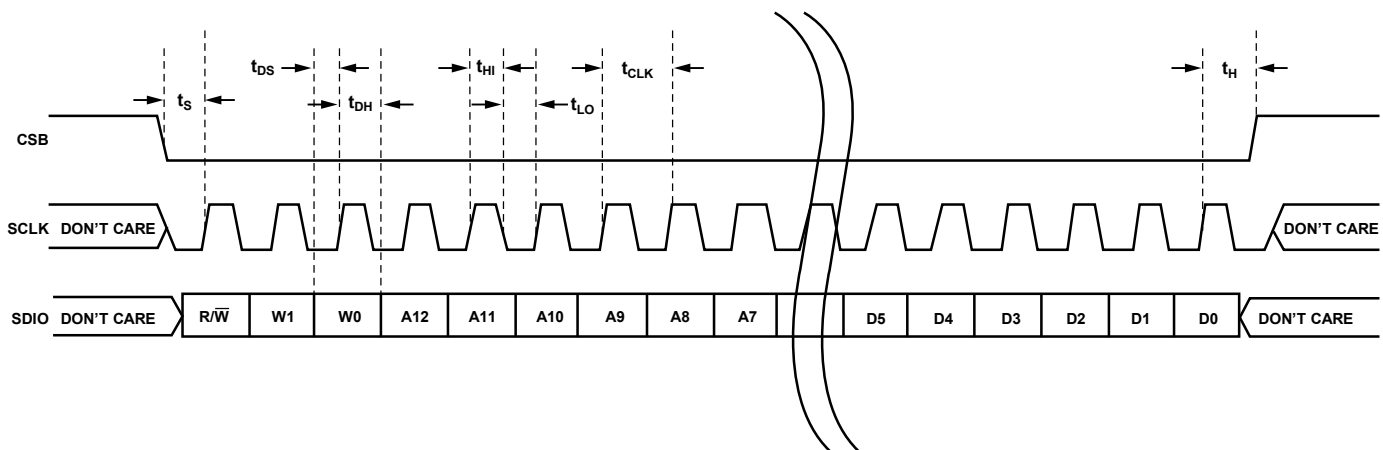 tDS
tHI
tCLK
tH
tS
tDH
tLO
CSB
SCLK DON'T CARE
DON'T CARE
SDIO DON'T CARE R/W̅ W1 W0 A12 A11 A10 A9 A8 A7 D5 D4 D3 D2 D1 D0 DON'T CARE